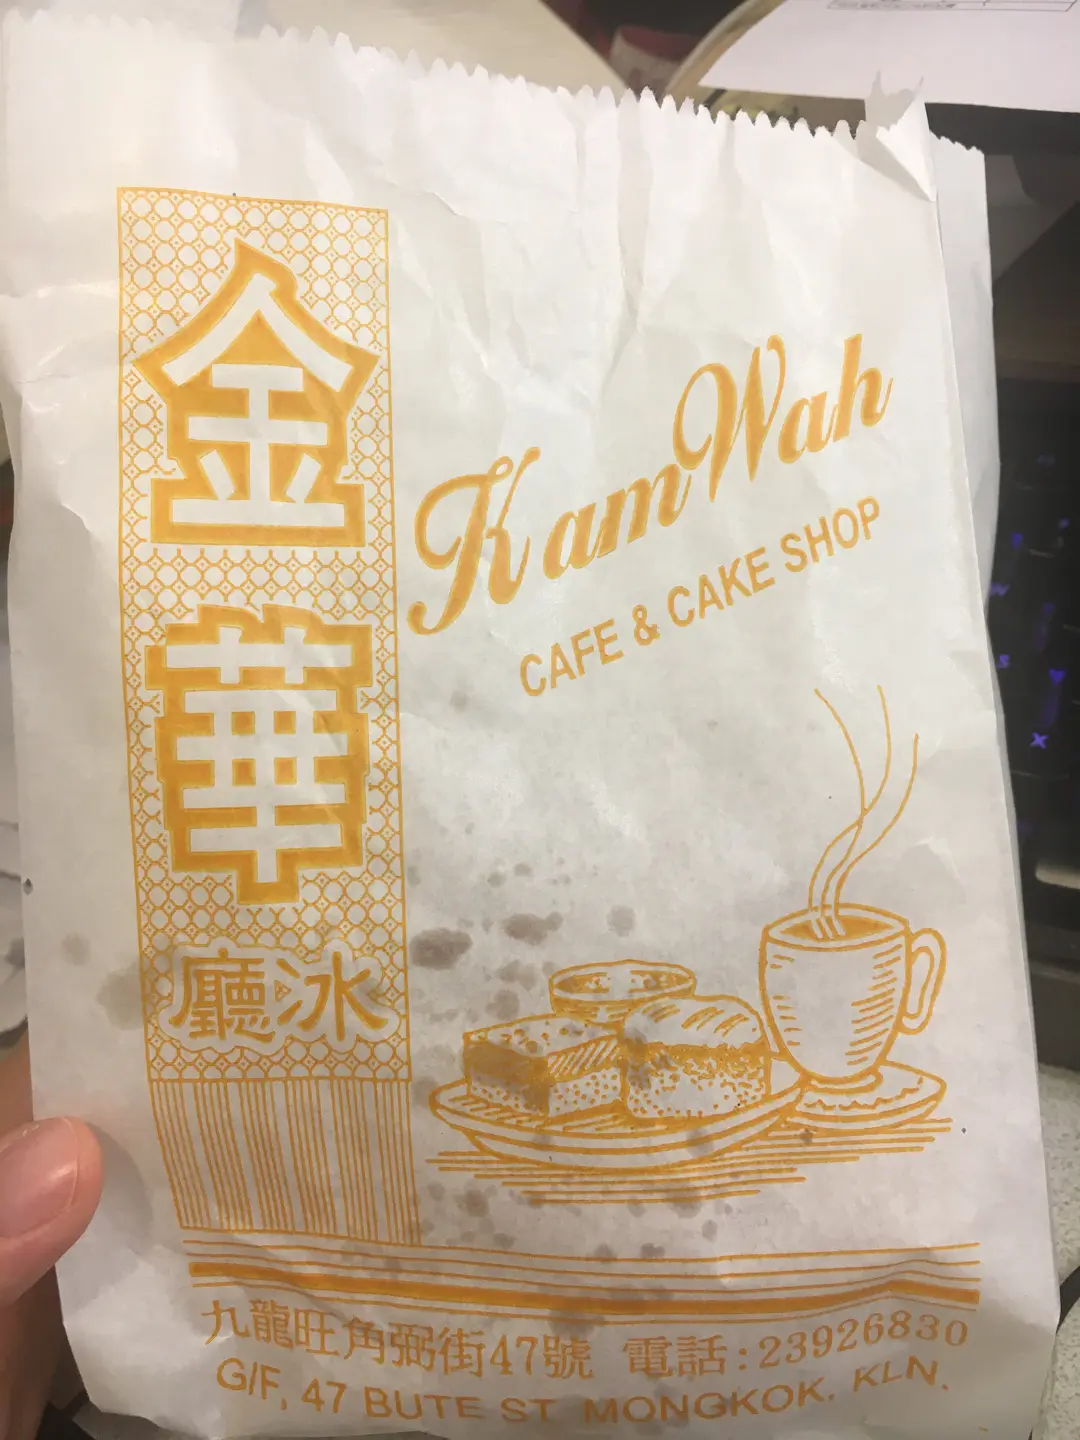 金華
冰廳
Kam Wah
CAFE & CAKE SHOP
九龍旺角弼街47號 電話:23926830
G/F, 47 BUTE ST MONGKOK. KLN.